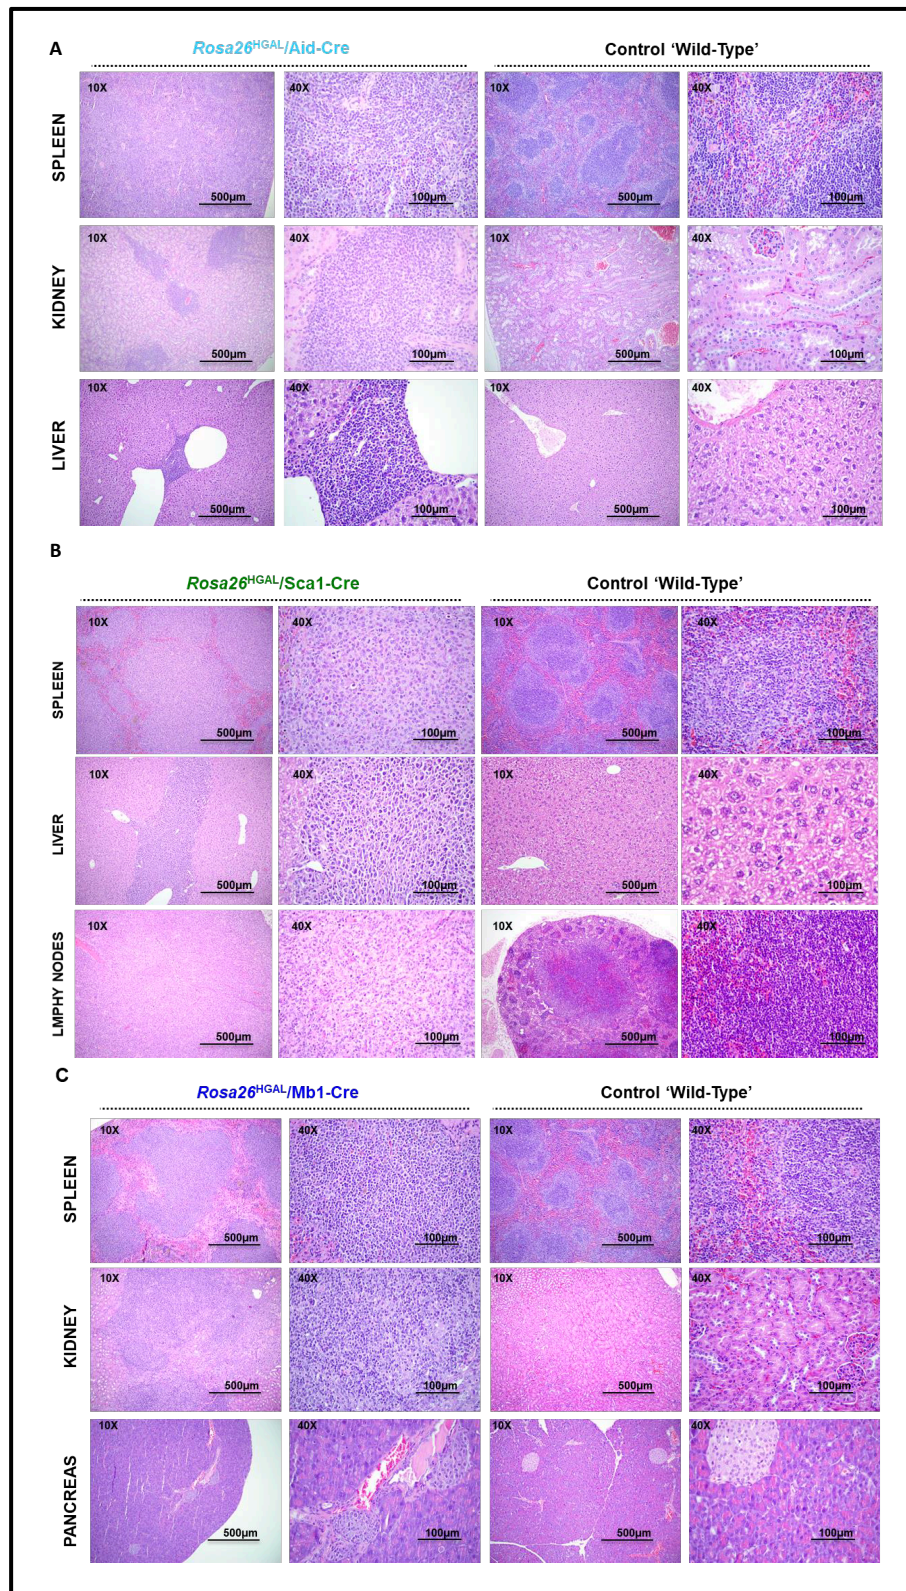 A
Rosa26HGAL/Aid-Cre Control 'Wild-Type'
SPLEEN
10X 40X 10X 40X
500µm 100µm 500µm 100µm
KIDNEY
10X 40X 10X 40X
500µm 100µm 500µm 100µm
LIVER
10X 40X 10X 40X
500µm 100µm 500µm 100µm
B
Rosa26HGAL/Sca1-Cre Control 'Wild-Type'
SPLEEN
10X 40X 10X 40X
500µm 100µm 500µm 100µm
LIVER
10X 40X 10X 40X
500µm 100µm 500µm 100µm
LMPHY NODES
10X 40X 10X 40X
500µm 100µm 500µm 100µm
C
Rosa26HGAL/Mb1-Cre Control 'Wild-Type'
SPLEEN
10X 40X 10X 40X
500µm 100µm 500µm 100µm
KIDNEY
10X 40X 10X 40X
500µm 100µm 500µm 100µm
PANCREAS
10X 40X 10X 40X
500µm 100µm 500µm 100µm